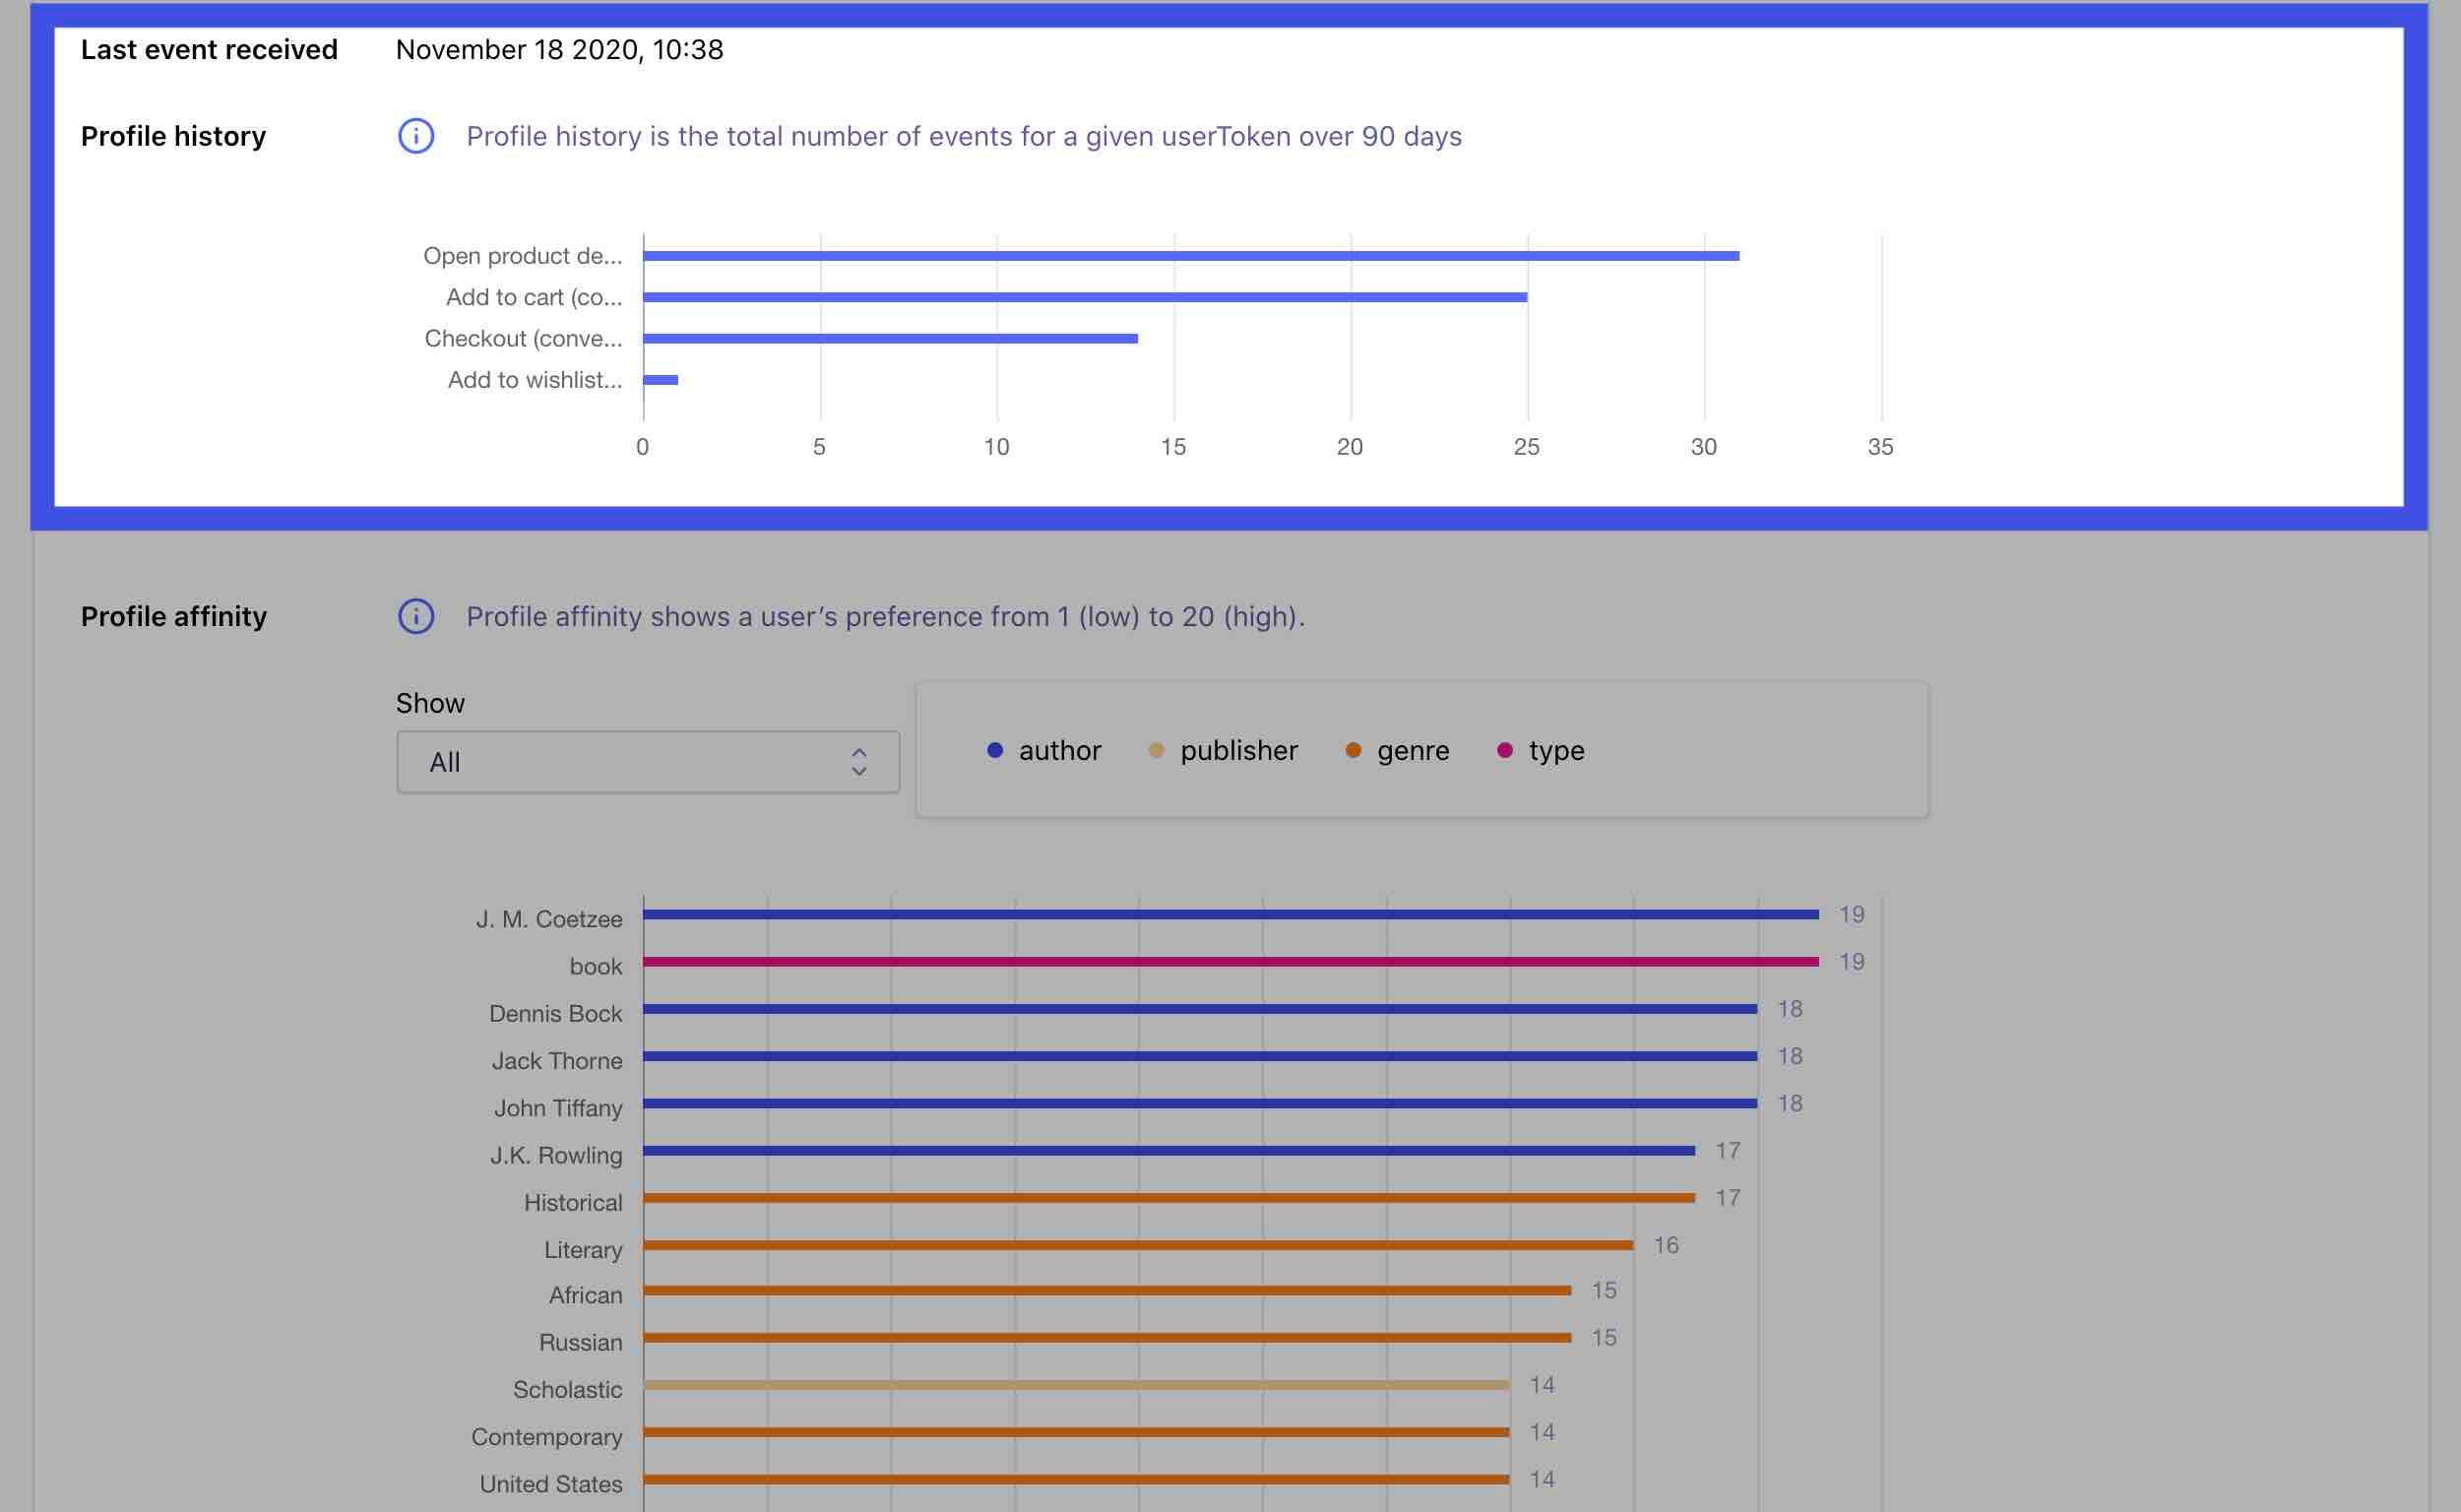 Last event received November 18 2020, 10:38
Profile history Profile history is the total number of events for a given userToken over 90 days
Open product de...
Add to cart (co...
Checkout (conve...
Add to wishlist...
0 5 10 15 20 25 30 35
Profile affinity Profile affinity shows a user’s preference from 1 (low) to 20 (high).
Show
All
author publisher genre type
J. M. Coetzee 19
book 19
Dennis Bock 18
Jack Thorne 18
John Tiffany 18
J.K. Rowling 17
Historical 17
Literary 16
African 15
Russian 15
Scholastic 14
Contemporary 14
United States 14